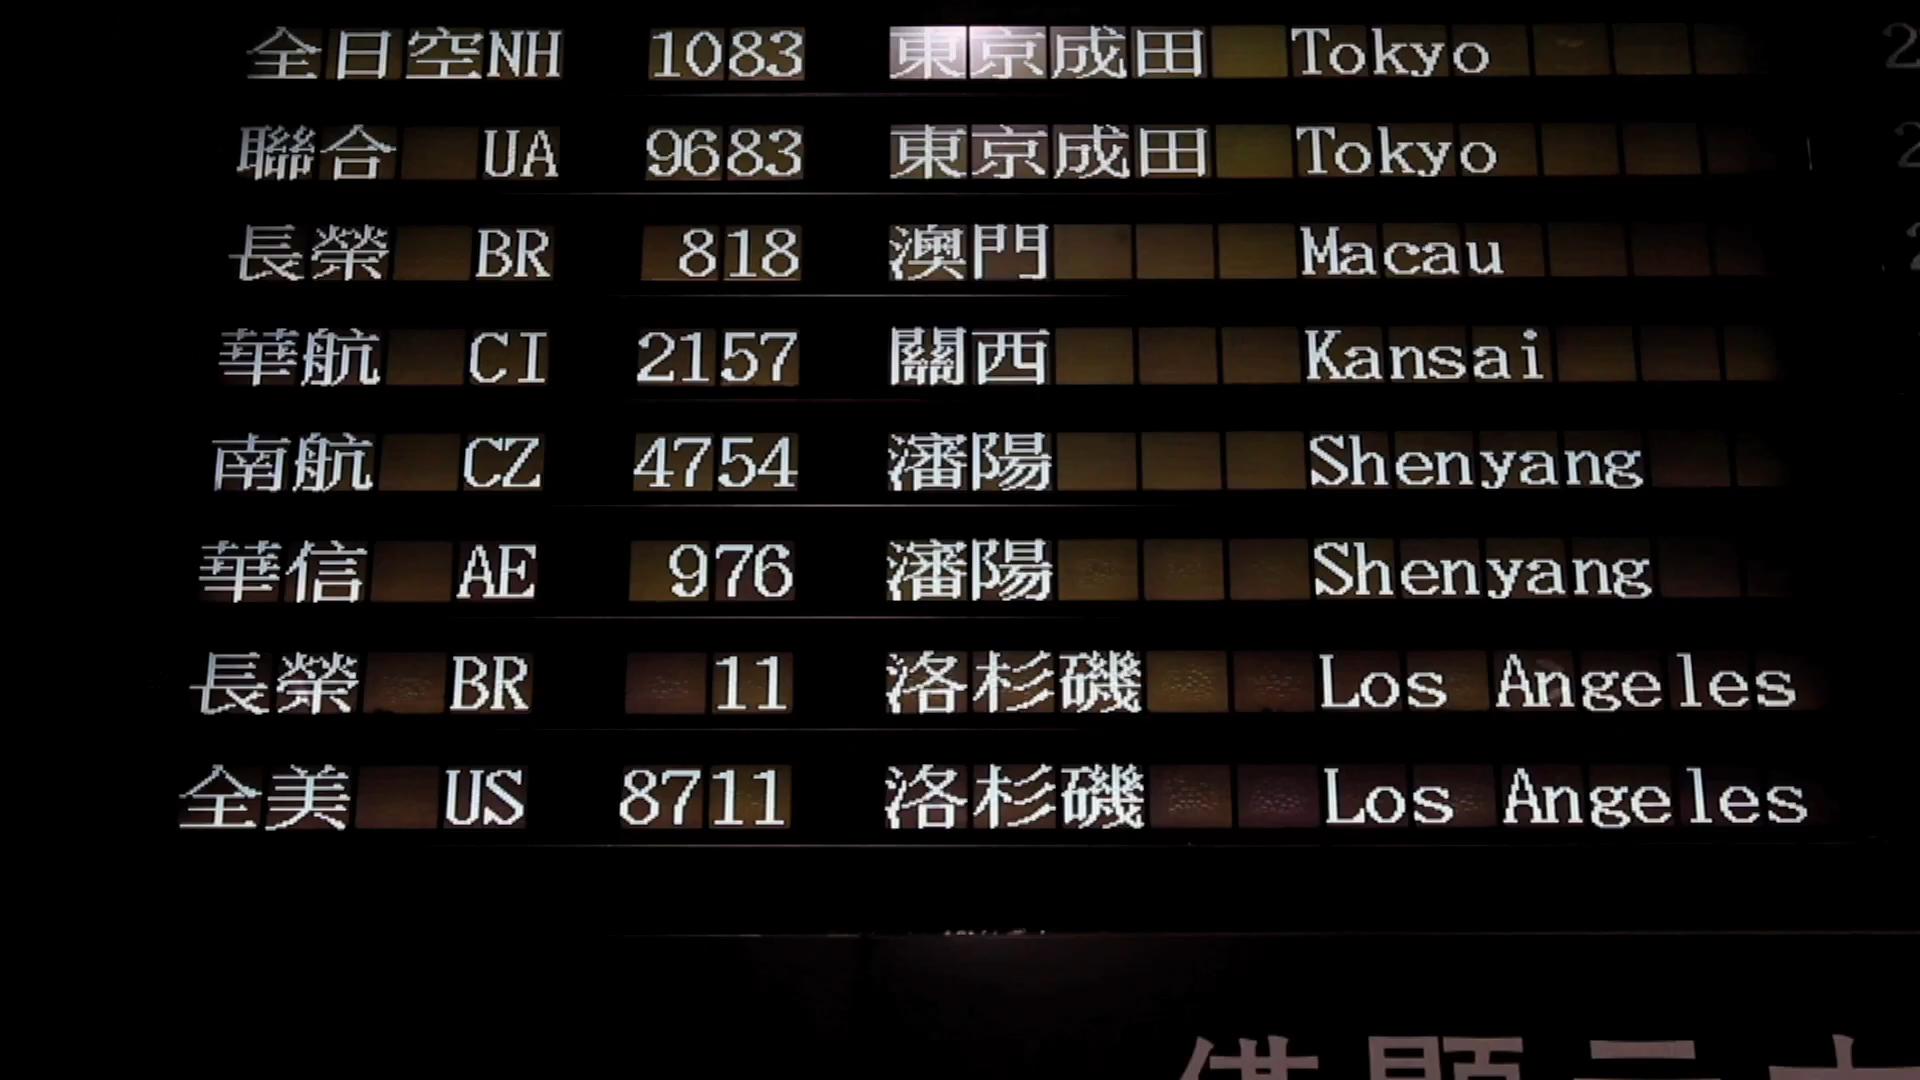 全日空NH 1083 東京成田 Tokyo 2
聯合 UA 9683 東京成田 Tokyo 2
長榮 BR 818 澳門 Macau 2
華航 CI 2157 關西 Kansai
南航 CZ 4754 瀋陽 Shenyang
華信 AE 976 瀋陽 Shenyang
長榮 BR 11 洛杉磯 Los Angeles
全美 US 8711 洛杉磯 Los Angeles